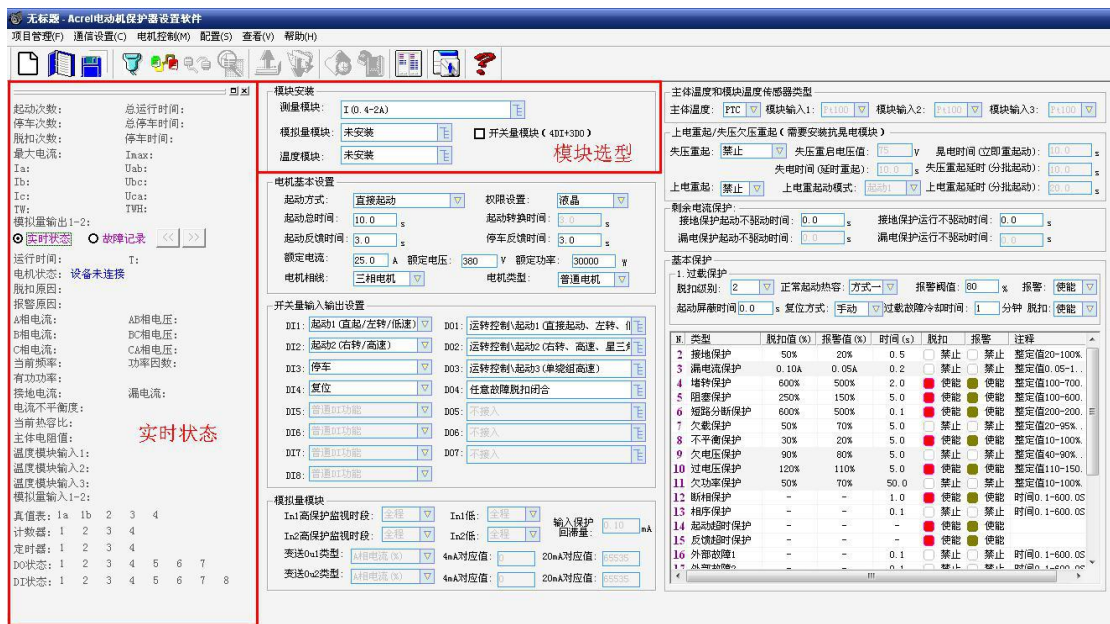 无标题 - Acrel电动机保护器设置软件
项目管理(F) 通信设置(C) 电机控制(M) 配置(S) 查看(V) 帮助(H)
起动次数: 总运行时间:
停车次数: 总停车时间:
脱扣次数: 停车时间:
最大电流: Imax:
Ia: Uab:
Ib: Ubc:
Ic: Uca:
TW: TWH:
模拟量输出1-2:
实时状态 故障记录 << >>
运行时间: T:
电机状态: 设备未连接
脱扣原因:
报警原因:
A相电流: AB相电压:
B相电流: BC相电压:
C相电流: CA相电压:
当前频率: 功率因数:
有功功率:
接地电流: 漏电流:
电流不平衡度:
当前热容比:
主体电阻值:
实时状态
温度模块输入1:
温度模块输入2:
温度模块输入3:
模拟量输入1-2:
真值表: 1a 1b 2 3 4
计数器: 1 2 3 4
定时器: 1 2 3 4
DO状态: 1 2 3 4 5 6 7
DI状态: 1 2 3 4 5 6 7 8
模块安装
测量模块: I(0.4-2A)
模拟量模块: 未安装 开关量模块(4DI+3DO)
温度模块: 未安装
模块选型
电机基本设置
起动方式: 直接起动 权限设置: 液晶
起动总时间: 10.0 s 起动转换时间: 3.0 s
起动反馈时间: 3.0 s 停车反馈时间: 3.0 s
额定电流: 25.0 A 额定电压: 380 V 额定功率: 30000 W
电机相线: 三相电机 电机类型: 普通电机
开关量输入输出设置
DI1: 起动1(直起/左转/低速) DO1: 运转控制\起动1(直接起动、左转、
DI2: 起动2(右转/高速) DO2: 运转控制\起动2(右转、高速、星三角
DI3: 停车 DO3: 运转控制\起动3(单绕组高速)
DI4: 复位 DO4: 任意故障脱扣闭合
DI5: 普通DI功能 DO5: 不接入
DI6: 普通DI功能 DO6: 不接入
DI7: 普通DI功能 DO7: 不接入
DI8: 普通DI功能
模拟量模块
In1高保护监视时段: 全程 In1低: 全程 输入保护回滞量: 0.10 mA
In2高保护监视时段: 全程 In2低: 全程
变送Ou1类型: A相电流(%) 4mA对应值: 0 20mA对应值: 65535
变送Ou2类型: A相电流(%) 4mA对应值: 0 20mA对应值: 65535
主体温度和模块温度传感器类型
主体温度: PTC 模块输入1: Pt100 模块输入2: Pt100 模块输入3: Pt100
上电重起/失压欠压重起(需要安装抗晃电模块)
失压重起: 禁止 失压重启电压值: 75 V 晃电时间(立即重起动): 10.0 s
失电时间(延时重起): 10.0 s 失压重起延时(分批起动): 10.0 s
上电重起: 禁止 上电重起动模式: 起动1 上电重起延时(分批起动): 20.0 s
剩余电流保护:
接地保护起动不驱动时间: 0.0 s 接地保护运行不驱动时间: 0.0 s
漏电保护起动不驱动时间: 0.0 s 漏电保护运行不驱动时间: 0.0 s
基本保护
1.过载保护
脱扣级别: 2 正常起动热容: 方式一 报警阀值: 80 % 报警: 使能
起动屏蔽时间 0.0 s 复位方式: 手动 过载故障冷却时间: 1 分钟 脱扣: 使能
N. 类型 脱扣值(%) 报警值(%) 时间(s) 脱扣 报警 注释
2 接地保护 50% 20% 0.5 禁止 禁止 整定值20-100%.
3 漏电流保护 0.10A 0.05A 0.2 禁止 禁止 整定值0.05-1..
4 堵转保护 600% 500% 2.0 使能 使能 整定值100-700.
5 阻塞保护 250% 150% 5.0 使能 使能 整定值100-600.
6 短路分断保护 600% 500% 0.1 使能 使能 整定值200-200.
7 欠载保护 50% 70% 5.0 禁止 禁止 整定值20-95%..
8 不平衡保护 30% 20% 5.0 使能 使能 整定值10-100%.
9 欠电压保护 90% 80% 5.0 禁止 禁止 整定值40-90%..
10 过电压保护 120% 110% 5.0 使能 使能 整定值110-150.
11 欠功率保护 50% 70% 50.0 禁止 禁止 整定值10-100%.
12 断相保护 - - 1.0 使能 使能 时间0.1-600.0S
13 相序保护 - - 0.1 禁止 禁止 时间0.1-600.0S
14 起动超时保护 - - - 使能 使能
15 反馈超时保护 - - - 使能 使能
16 外部故障1 - - 0.1 禁止 禁止 时间0.1-600.0S
17 外部故障2 - - 0.1 禁止 禁止 时间0.1-600.0S